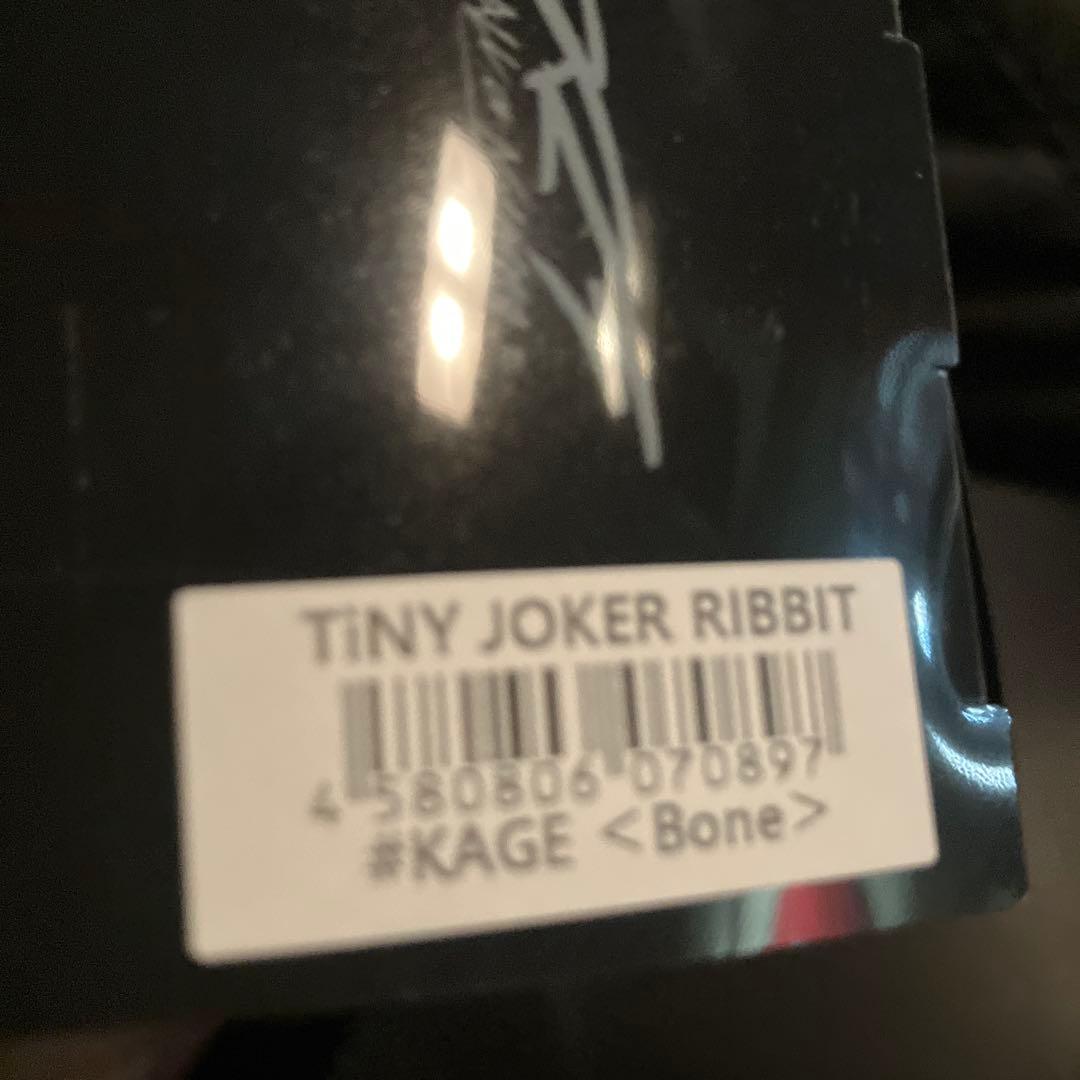 TiNY JOKER RIBBIT
4 580806 070897
#KAGE <Bone>